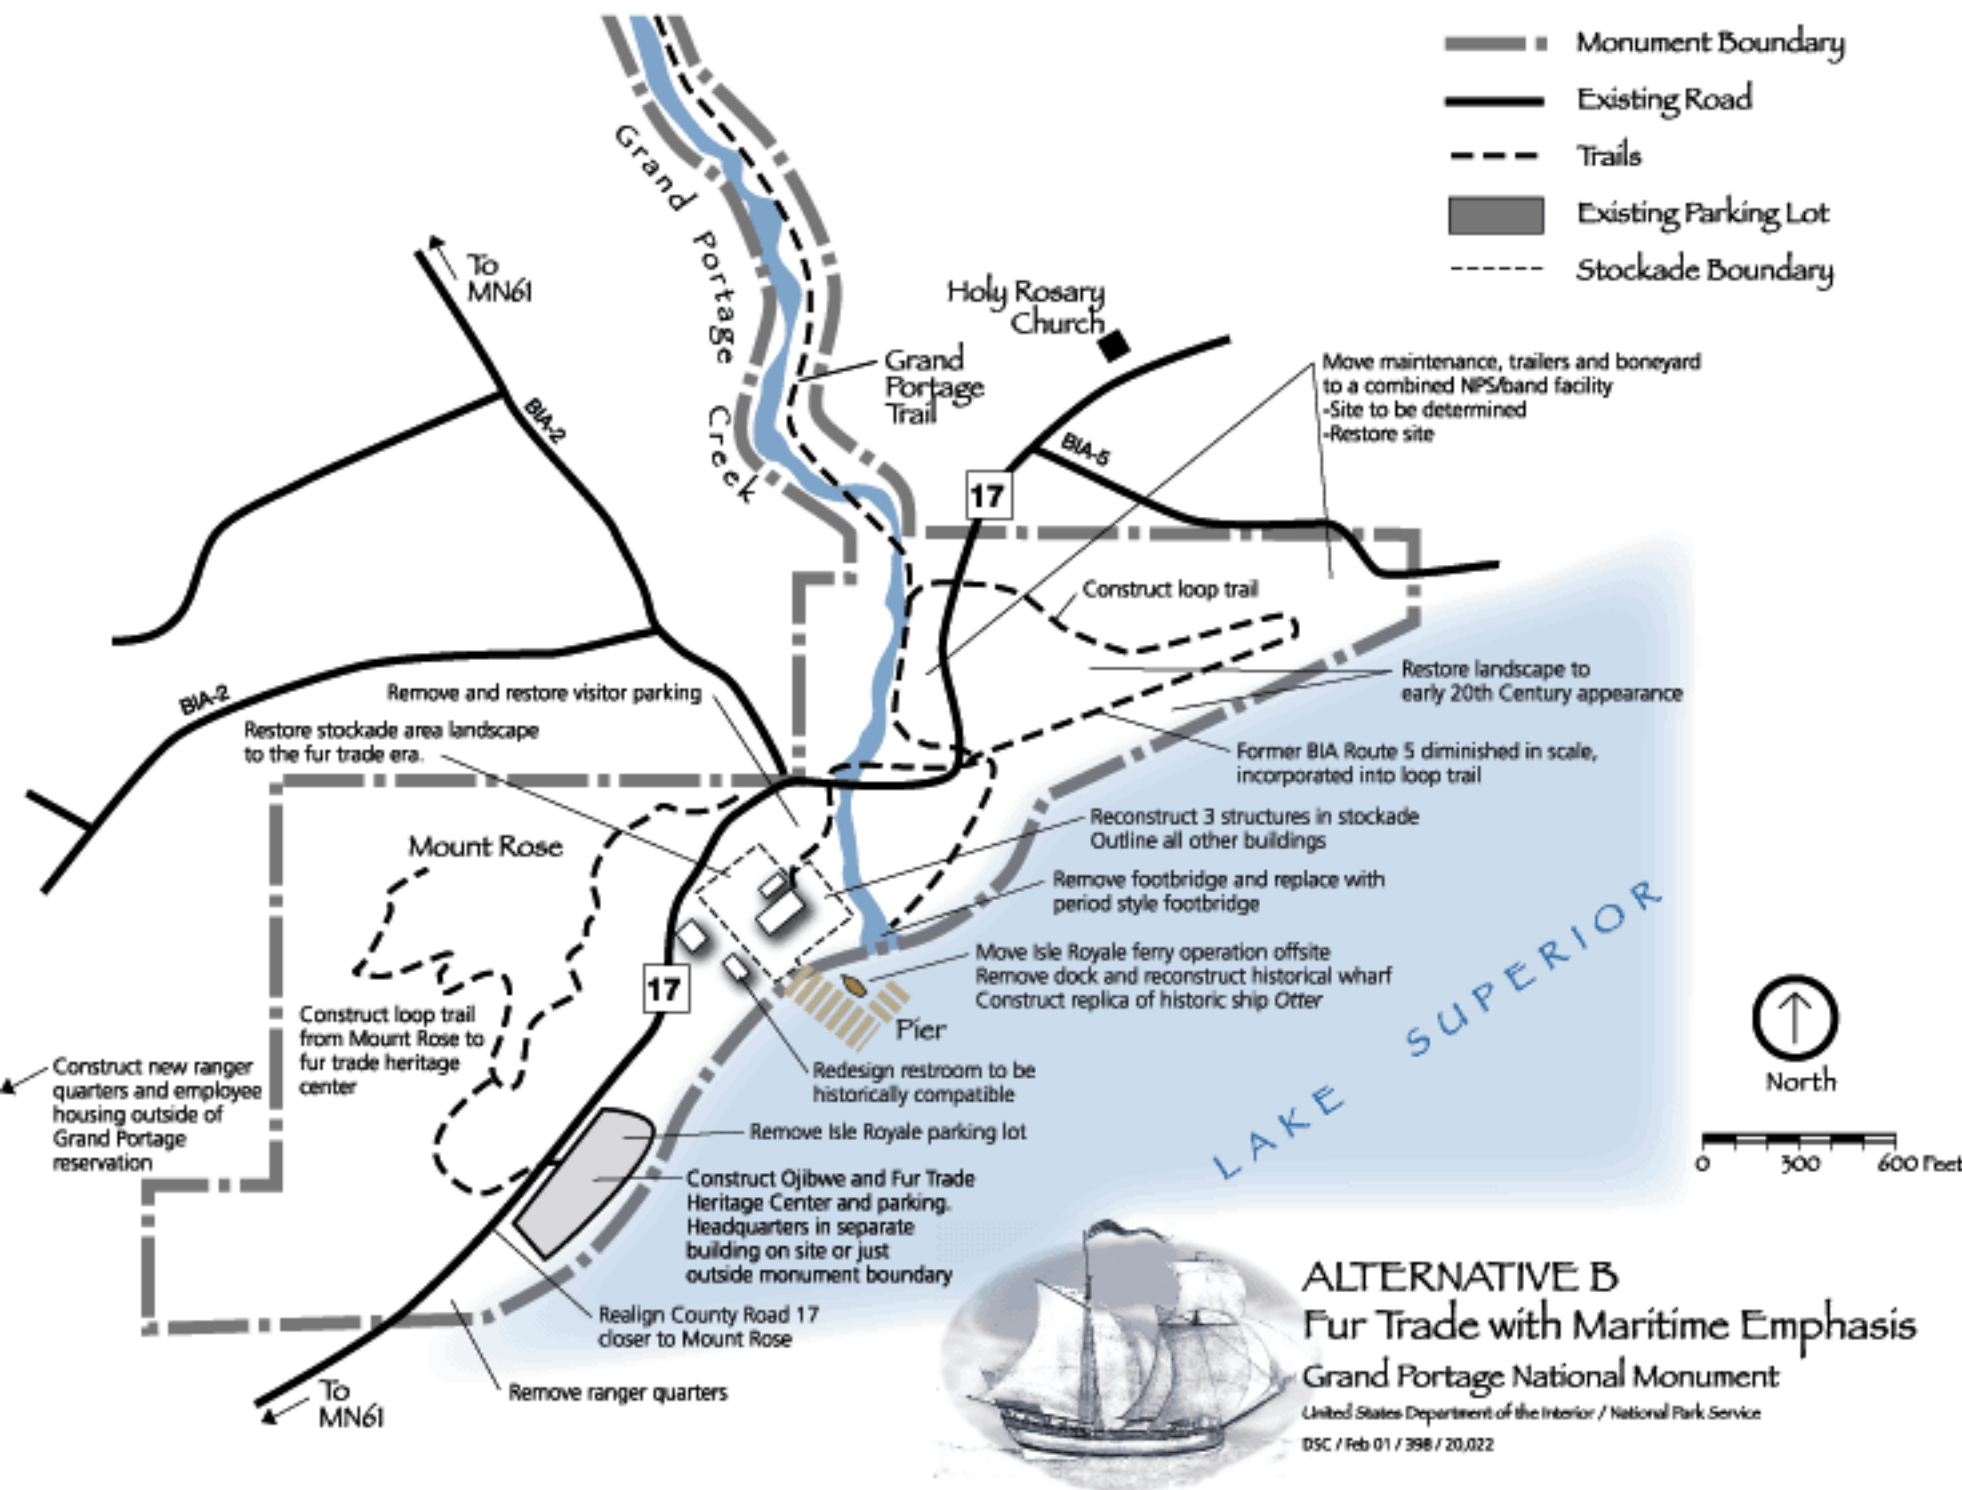 Monument Boundary
Existing Road
Trails
Existing Parking Lot
Stockade Boundary
Grand Portage Creek
To
MN61
BIA-2
Holy Rosary
Church
Grand
Portage
Trail
17
BIA-5
Move maintenance, trailers and boneyard
to a combined NPS/band facility
-Site to be determined
-Restore site
Construct loop trail
Restore landscape to
early 20th Century appearance
BIA-2
Remove and restore visitor parking
Restore stockade area landscape
to the fur trade era.
Former BIA Route 5 diminished in scale,
incorporated into loop trail
Mount Rose
Reconstruct 3 structures in stockade
Outline all other buildings
Remove footbridge and replace with
period style footbridge
Move Isle Royale ferry operation offsite
Remove dock and reconstruct historical wharf
Construct replica of historic ship Otter
17
Pier
LAKE SUPERIOR
Construct loop trail
from Mount Rose to
fur trade heritage
center
Construct new ranger
quarters and employee
housing outside of
Grand Portage
reservation
Redesign restroom to be
historically compatible
Remove Isle Royale parking lot
Construct Ojibwe and Fur Trade
Heritage Center and parking.
Headquarters in separate
building on site or just
outside monument boundary
Realign County Road 17
closer to Mount Rose
Remove ranger quarters
To
MN61
North
0 300 600 Feet
ALTERNATIVE B
Fur Trade with Maritime Emphasis
Grand Portage National Monument
United States Department of the Interior / National Park Service
DSC / Feb 01 / 398 / 20,022